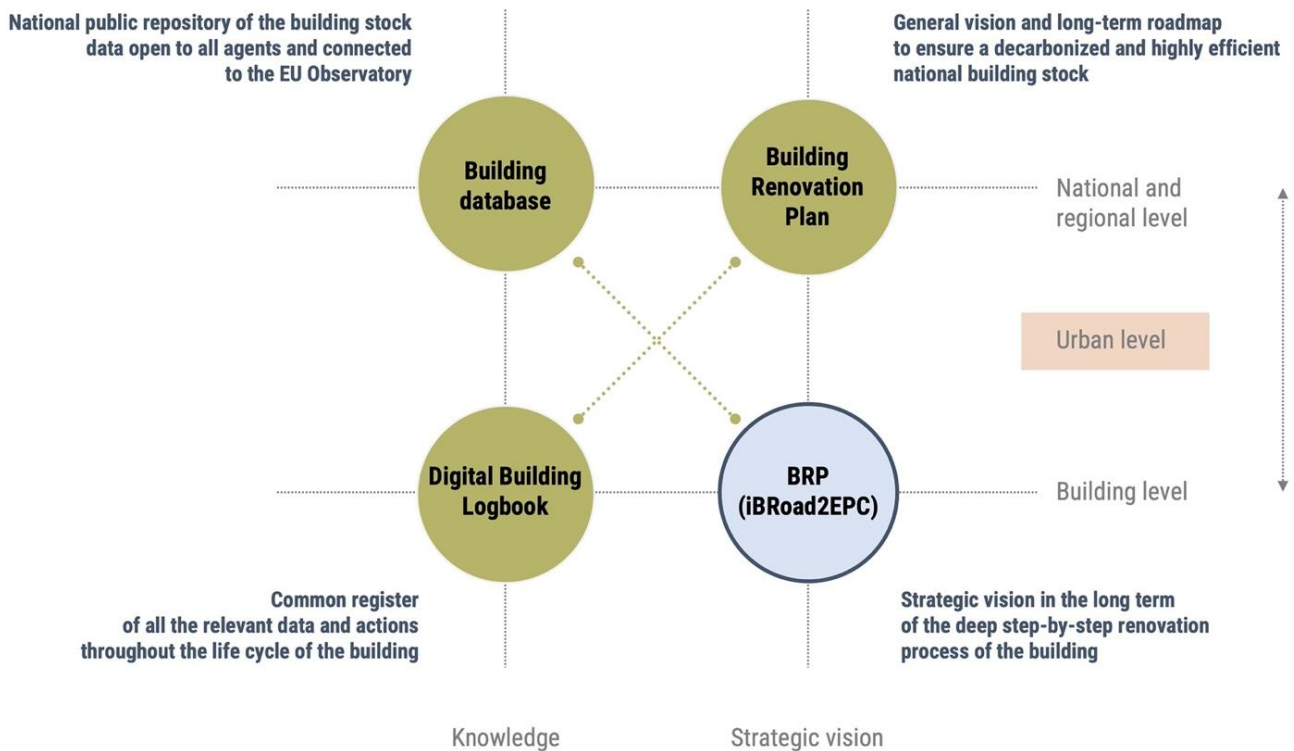 National public repository of the building stock
data open to all agents and connected
to the EU Observatory
General vision and long-term roadmap
to ensure a decarbonized and highly efficient
national building stock
Building
database
Building
Renovation
Plan
National and
regional level
Urban level
Digital Building
Logbook
BRP
(iBRoad2EPC)
Building level
Common register
of all the relevant data and actions
throughout the life cycle of the building
Strategic vision in the long term
of the deep step-by-step renovation
process of the building
Knowledge
Strategic vision